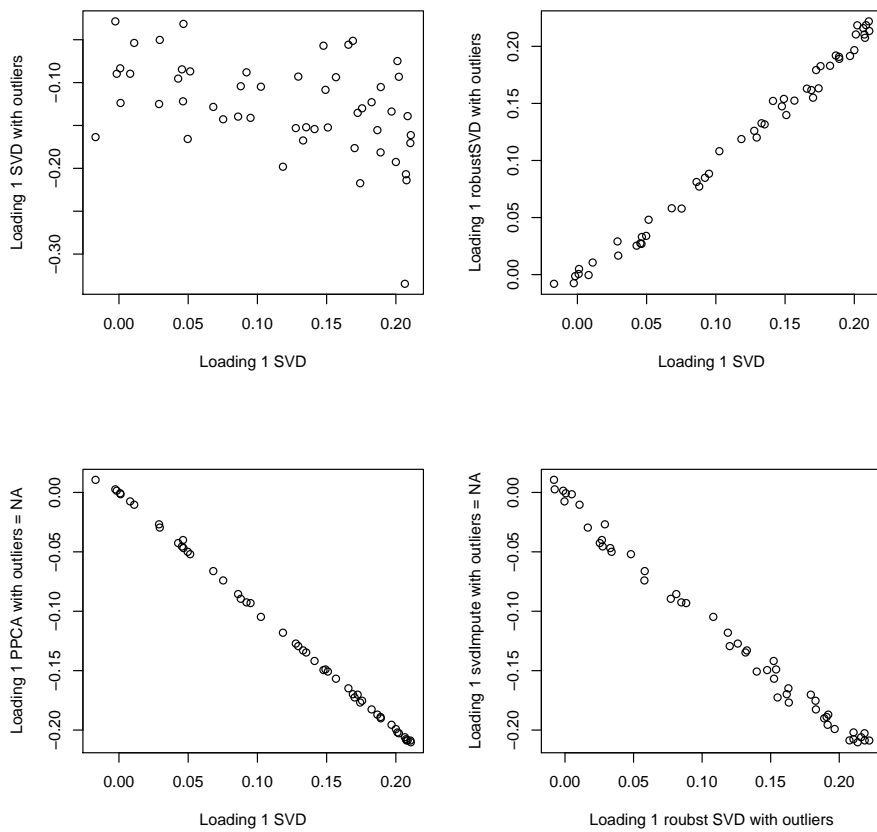 −0.10
−0.20
−0.30
Loading 1 SVD with outliers
0.00 0.05 0.10 0.15 0.20
Loading 1 SVD
0.20
0.15
0.10
0.05
0.00
Loading 1 robustSVD with outliers
0.00 0.05 0.10 0.15 0.20
Loading 1 SVD
0.00
−0.05
−0.10
−0.15
−0.20
Loading 1 PPCA with outliers = NA
0.00 0.05 0.10 0.15 0.20
Loading 1 SVD
0.00
−0.05
−0.10
−0.15
−0.20
Loading 1 svdImpute with outliers = NA
0.00 0.05 0.10 0.15 0.20
Loading 1 roubst SVD with outliers